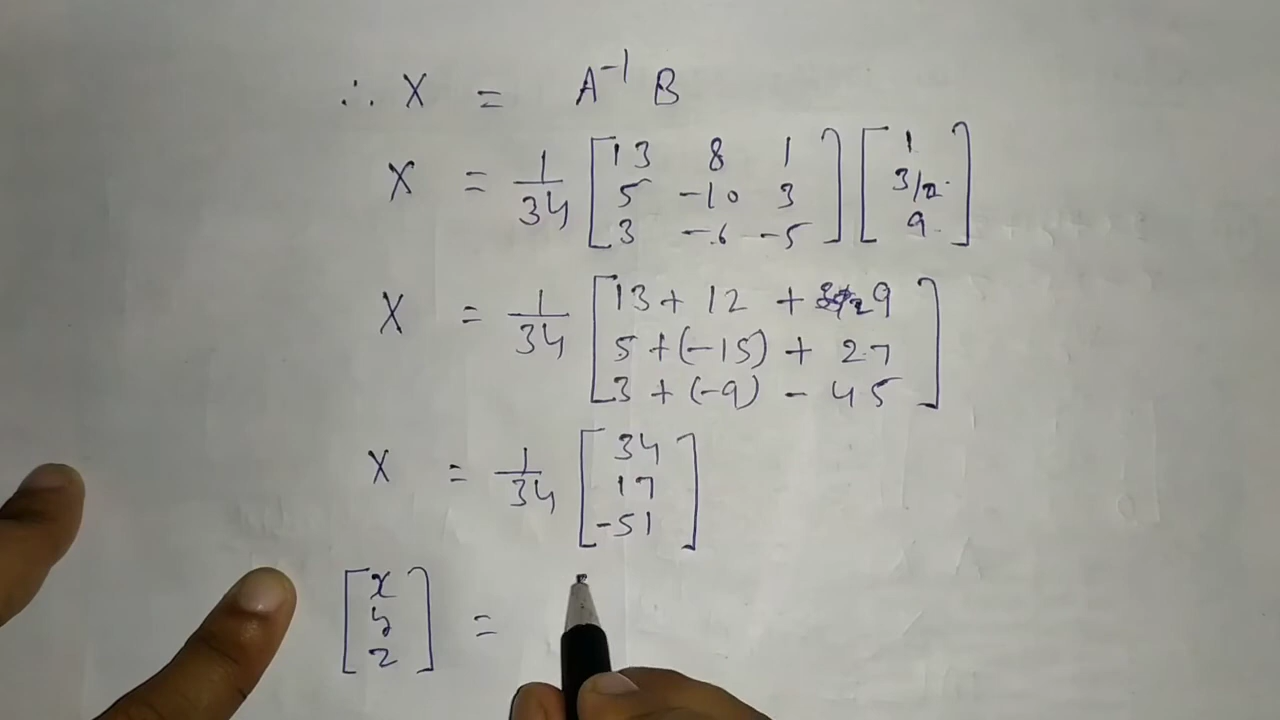 ∴ X = A⁻¹ B
X = 1/34 [ 13 8 1 ] [ 1 ]
[ 5 -10 3 ] [ 3/2 ]
[ 3 -6 -5 ] [ 9 ]
X = 1/34 [ 13 + 12 + 9 ]
[ 5 + (-15) + 27 ]
[ 3 + (-9) - 45 ]
X = 1/34 [ 34 ]
[ 17 ]
[ -51 ]
[ x ] =
[ y ]
[ z ]